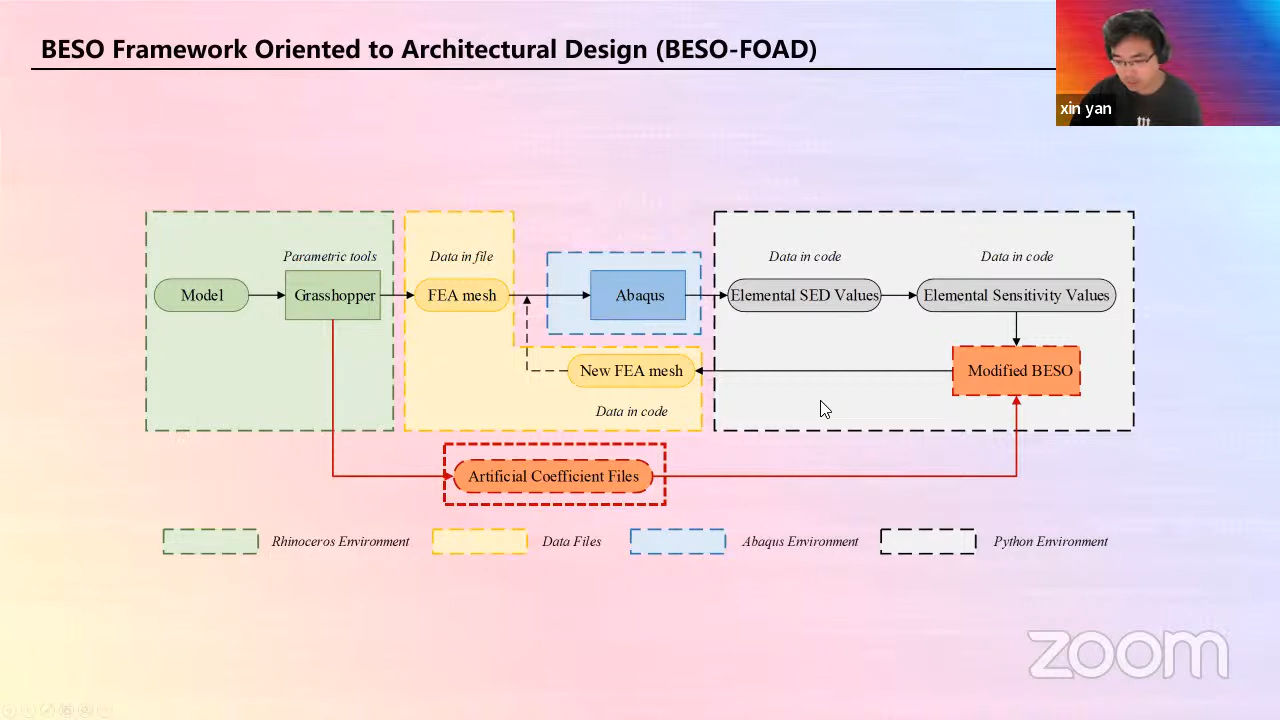 BESO Framework Oriented to Architectural Design (BESO-FOAD)
xin yan
Parametric tools
Data in file
Data in code
Data in code
Model
Grasshopper
FEA mesh
Abaqus
Elemental SED Values
Elemental Sensitivity Values
New FEA mesh
Modified BESO
Data in code
Artificial Coefficient Files
Rhinoceros Environment
Data Files
Abaqus Environment
Python Environment
zoom